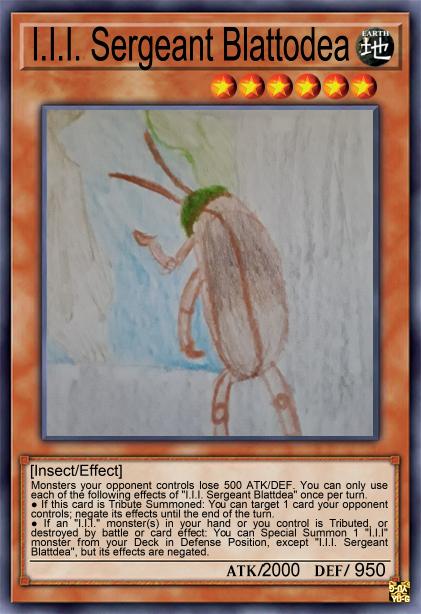 I.I.I. Sergeant Blattodea
EARTH
地
[Insect/Effect]
Monsters your opponent controls lose 500 ATK/DEF. You can only use
each of the following effects of "I.I.I. Sergeant Blattdea" once per turn.
● If this card is Tribute Summoned: You can target 1 card your opponent
controls; negate its effects until the end of the turn.
● If an "I.I.I." monster(s) in your hand or you control is Tributed, or
destroyed by battle or card effect: You can Special Summon 1 "I.I.I"
monster from your Deck in Defense Position, except "I.I.I. Sergeant
Blattdea", but its effects are negated.
ATK/2000 DEF/ 950